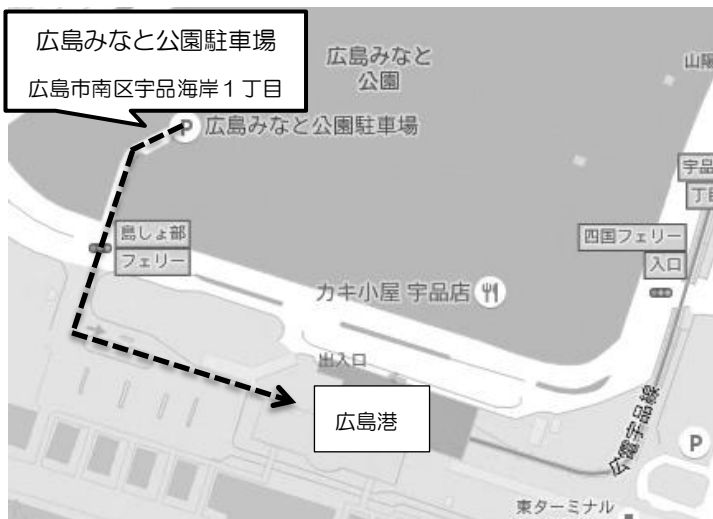 広島みなと公園駐車場
広島市南区宇品海岸１丁目
広島みなと
公園
山陽
P 広島みなと公園駐車場
宇品
丁目
島しょ部
フェリー
四国フェリー
入口
カキ小屋 宇品店
出入口
広島港
広電宇品線
P
東ターミナル